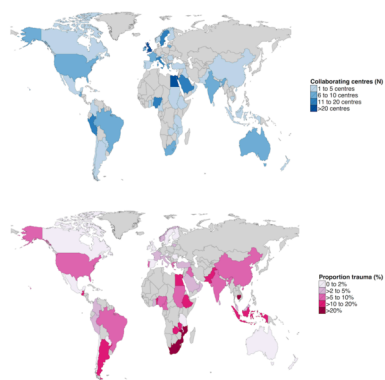 Collaborating centres (N)
1 to 5 centres
6 to 10 centres
11 to 20 centres
>20 centres
Proportion trauma (%)
0 to 2%
>2 to 5%
>5 to 10%
>10 to 20%
>20%